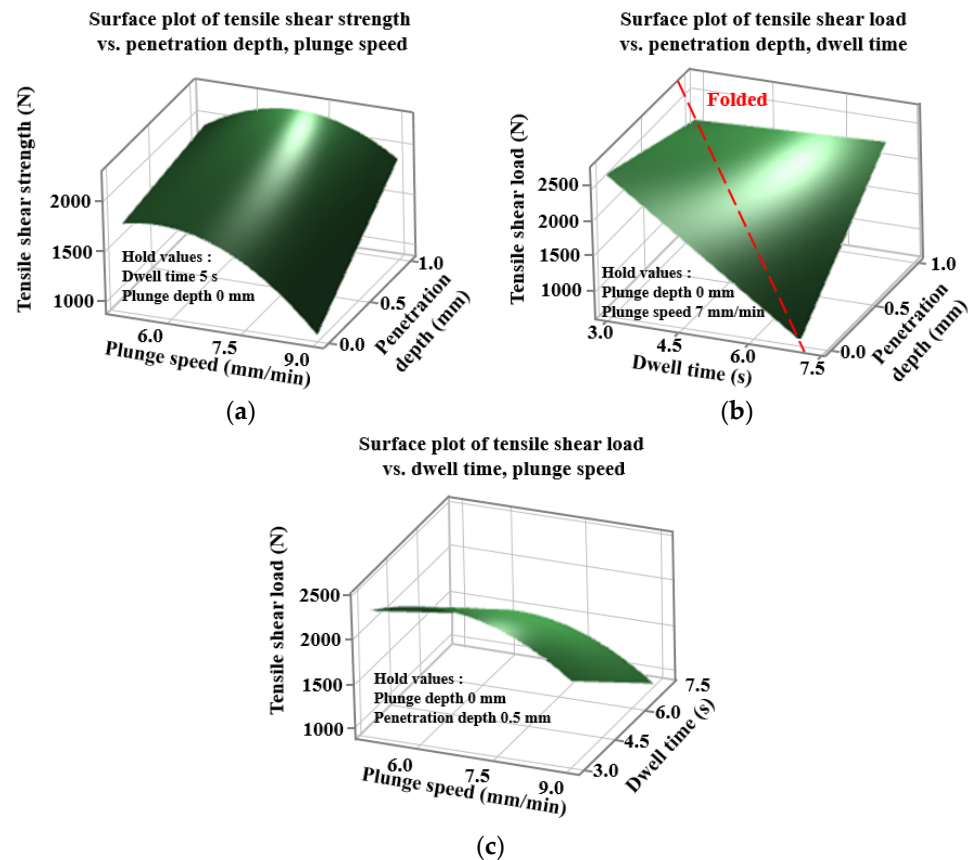 Surface plot of tensile shear strength
vs. penetration depth, plunge speed
Tensile shear strength (N)
2000
1500
1000
Hold values :
Dwell time 5 s
Plunge depth 0 mm
6.0
7.5
9.0
Plunge speed (mm/min)
0.0
0.5
1.0
Penetration
depth (mm)
(a)
Surface plot of tensile shear load
vs. penetration depth, dwell time
Folded
Tensile shear load (N)
2500
2000
1500
1000
Hold values :
Plunge depth 0 mm
Plunge speed 7 mm/min
3.0
4.5
6.0
7.5
Dwell time (s)
0.0
0.5
1.0
Penetration
depth (mm)
(b)
Surface plot of tensile shear load
vs. dwell time, plunge speed
Tensile shear load (N)
2500
2000
1500
1000
Hold values :
Plunge depth 0 mm
Penetration depth 0.5 mm
6.0
7.5
9.0
Plunge speed (mm/min)
3.0
4.5
6.0
7.5
Dwell time (s)
(c)